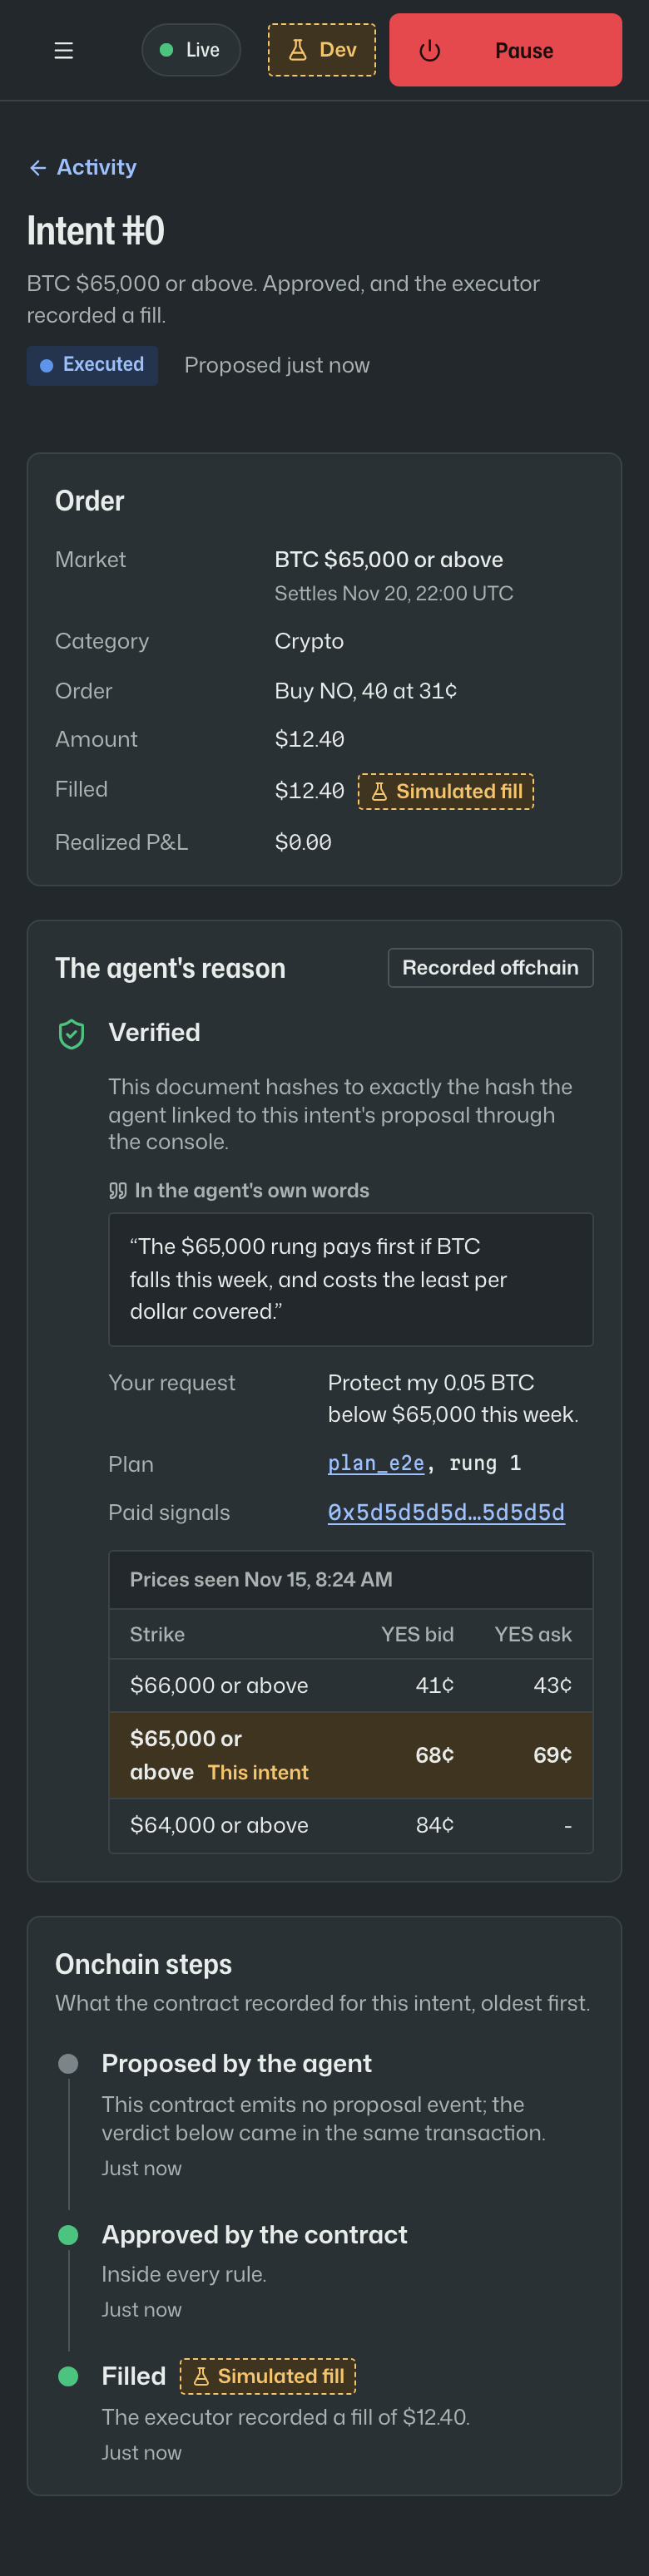 Live
Dev
Pause
Activity
Intent #0
BTC $65,000 or above. Approved, and the executor
recorded a fill.
Executed
Proposed just now
Order
Market
BTC $65,000 or above
Settles Nov 20, 22:00 UTC
Category
Crypto
Order
Buy NO, 40 at 31¢
Amount
$12.40
Filled
$12.40
Simulated fill
Realized P&L
$0.00
The agent's reason
Recorded offchain
Verified
This document hashes to exactly the hash the
agent linked to this intent's proposal through
the console.
In the agent's own words
“The $65,000 rung pays first if BTC
falls this week, and costs the least per
dollar covered.”
Your request
Protect my 0.05 BTC
below $65,000 this week.
Plan
plan_e2e, rung 1
Paid signals
0x5d5d5d5d…5d5d5d
Prices seen Nov 15, 8:24 AM
Strike YES bid YES ask
$66,000 or above 41¢ 43¢
$65,000 or
above This intent 68¢ 69¢
$64,000 or above 84¢ -
Onchain steps
What the contract recorded for this intent, oldest first.
Proposed by the agent
This contract emits no proposal event; the
verdict below came in the same transaction.
Just now
Approved by the contract
Inside every rule.
Just now
Filled
Simulated fill
The executor recorded a fill of $12.40.
Just now